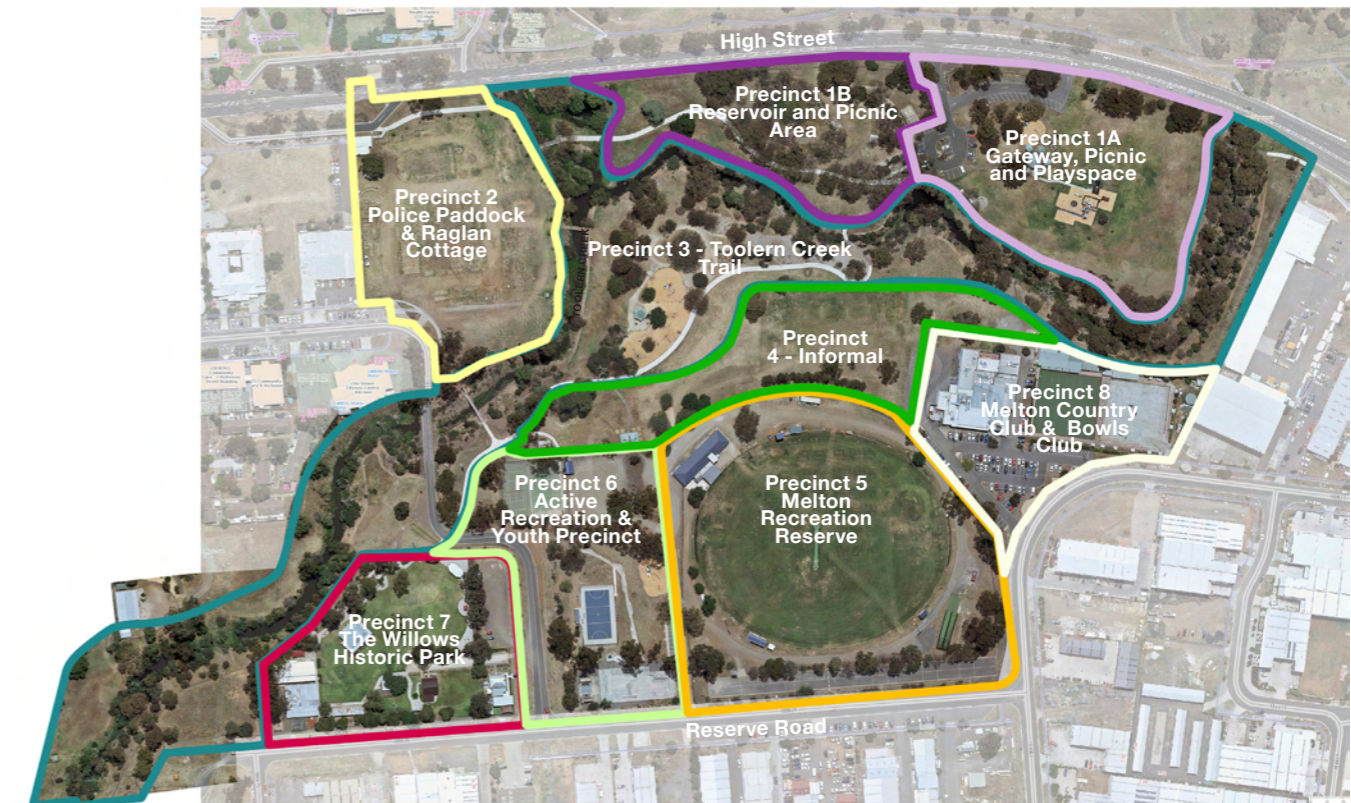 High Street
Precinct 1B
Reservoir and Picnic
Area
Precinct 1A
Gateway, Picnic
and Playspace
Precinct 2
Police Paddock
& Raglan
Cottage
Precinct 3 - Toolern Creek
Trail
Precinct
4 - Informal
Precinct 8
Melton Country
Club & Bowls
Club
Precinct 6
Active
Recreation &
Youth Precinct
Precinct 5
Melton
Recreation
Reserve
Precinct 7
The Willows
Historic Park
Reserve Road